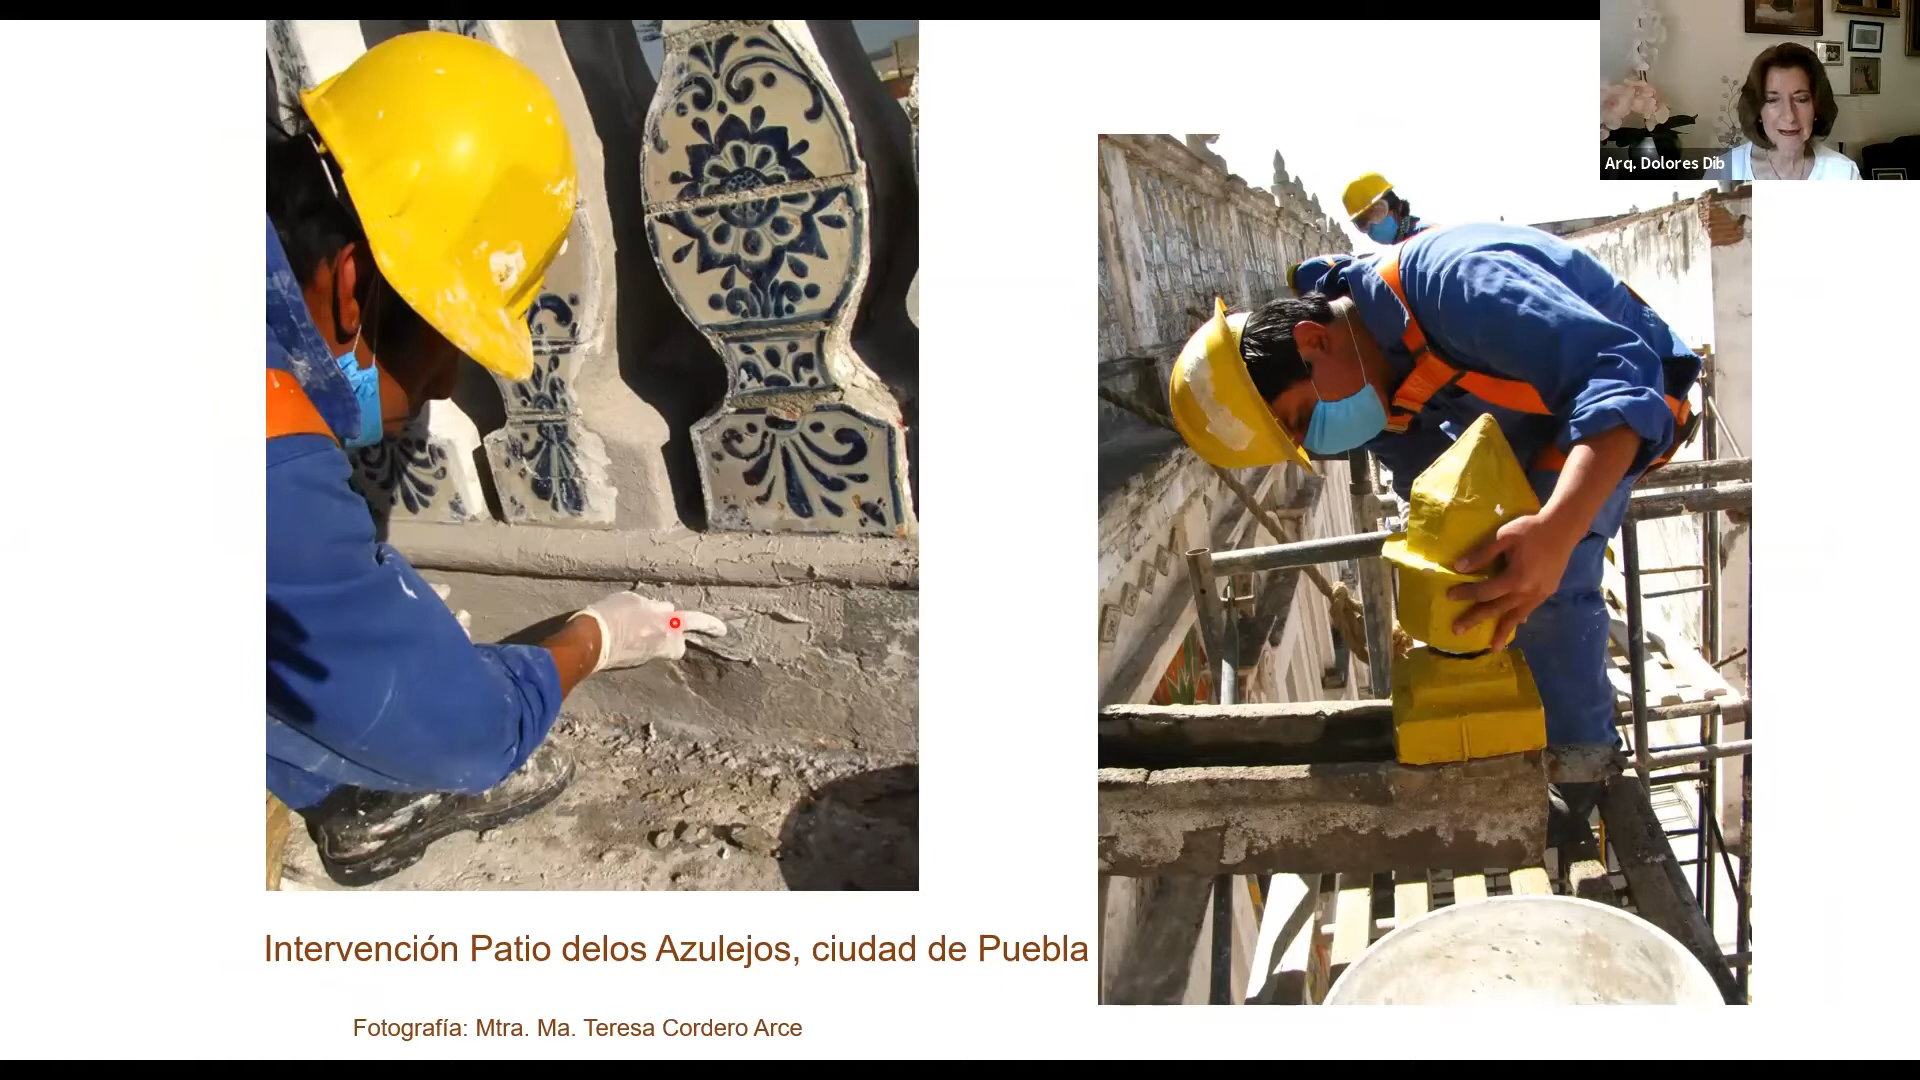 Arq. Dolores Dib
Intervención Patio delos Azulejos, ciudad de Puebla
Fotografía: Mtra. Ma. Teresa Cordero Arce